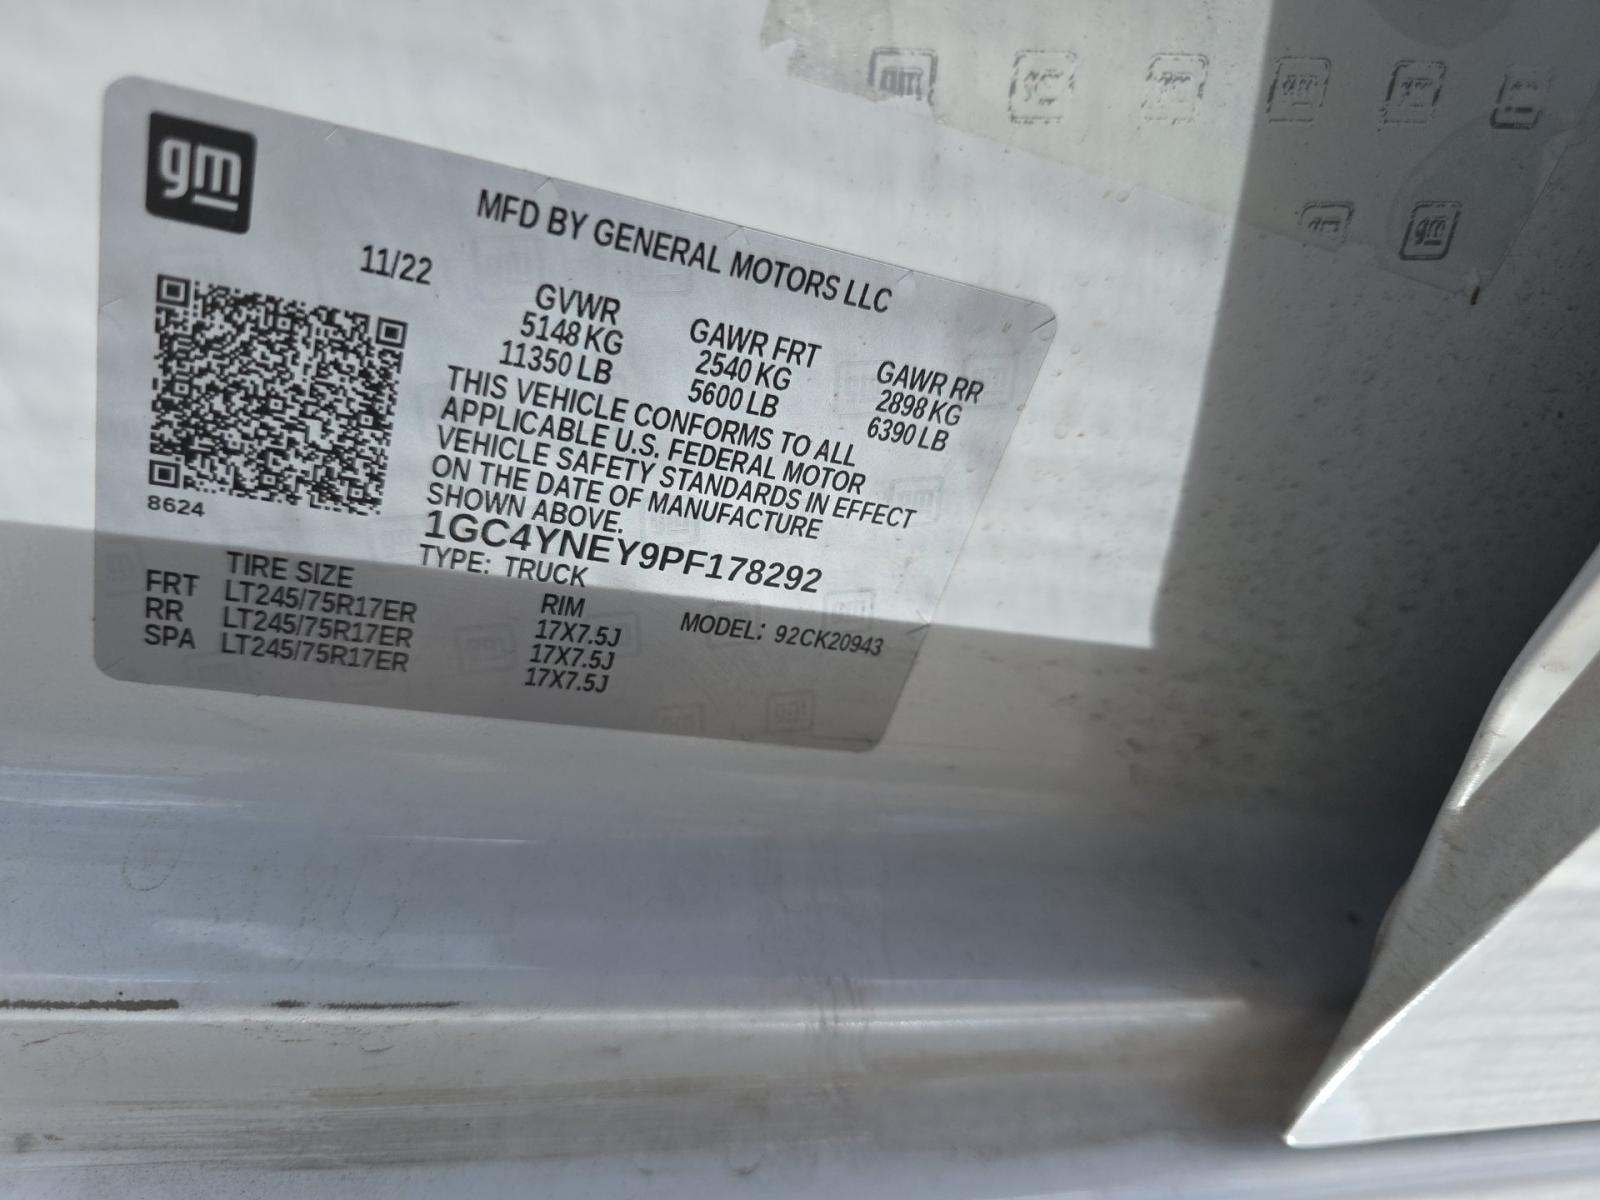 gm
MFD BY GENERAL MOTORS LLC
11/22
GVWR
5148 KG
11350 LB
GAWR FRT
2540 KG
5600 LB
GAWR RR
2898 KG
6390 LB
THIS VEHICLE CONFORMS TO ALL
APPLICABLE U.S. FEDERAL MOTOR
VEHICLE SAFETY STANDARDS IN EFFECT
ON THE DATE OF MANUFACTURE
SHOWN ABOVE.
8624
1GC4YNEY9PF178292
TYPE: TRUCK
MODEL: 92CK20943
TIRE SIZE
RIM
FRT LT245/75R17ER 17X7.5J
RR LT245/75R17ER 17X7.5J
SPA LT245/75R17ER 17X7.5J
gm
gm